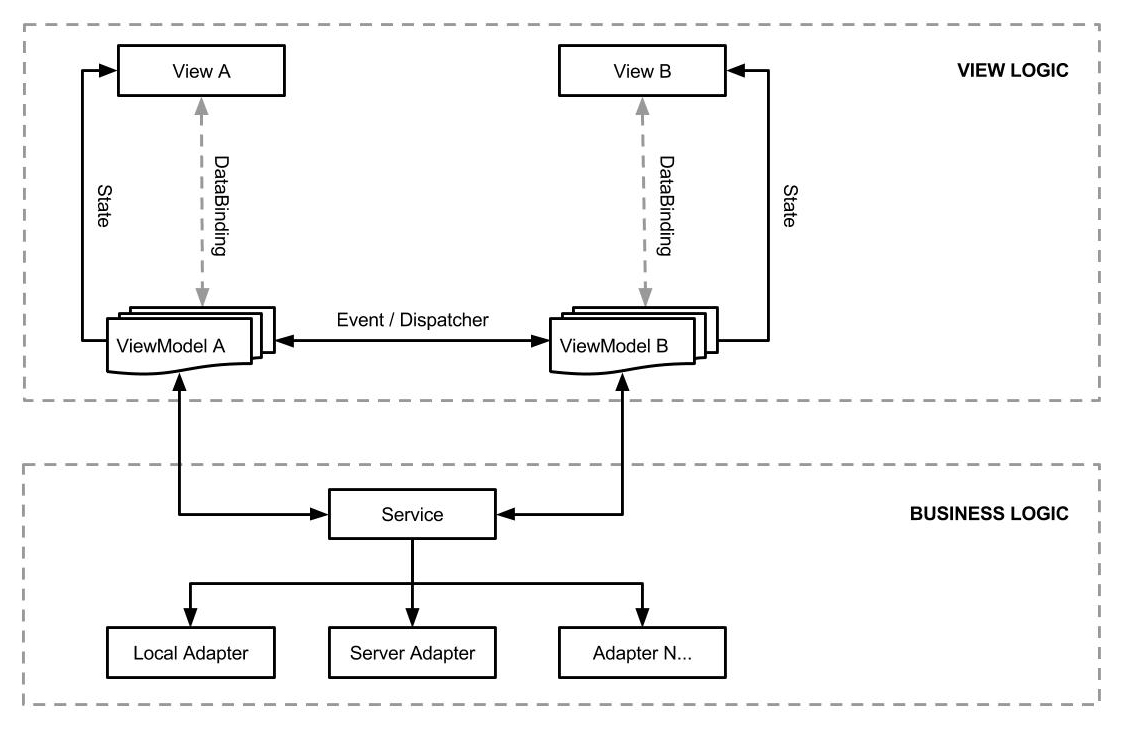 View A
View B
VIEW LOGIC
State
DataBinding
DataBinding
State
Event / Dispatcher
ViewModel A
ViewModel B
Service
BUSINESS LOGIC
Local Adapter
Server Adapter
Adapter N...